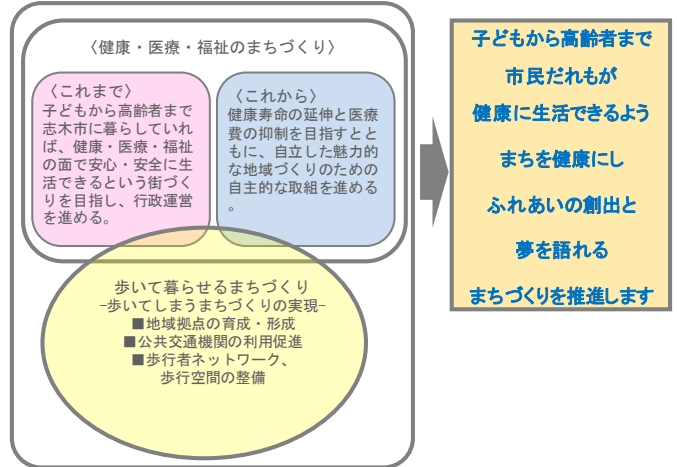 〈健康・医療・福祉のまちづくり〉
〈これまで〉
子どもから高齢者まで
志木市に暮らしていれ
ば、健康・医療・福祉
の面で安心・安全に生
活できるという街づく
りを目指し、行政運営
を進める。
〈これから〉
健康寿命の延伸と医療
費の抑制を目指すとと
もに、自立した魅力的
な地域づくりのための
自主的な取組を進める
。
歩いて暮らせるまちづくり
-歩いてしまうまちづくりの実現-
■地域拠点の育成・形成
■公共交通機関の利用促進
■歩行者ネットワーク、
歩行空間の整備
子どもから高齢者まで
市民だれもが
健康に生活できるよう
まちを健康にし
ふれあいの創出と
夢を語れる
まちづくりを推進します